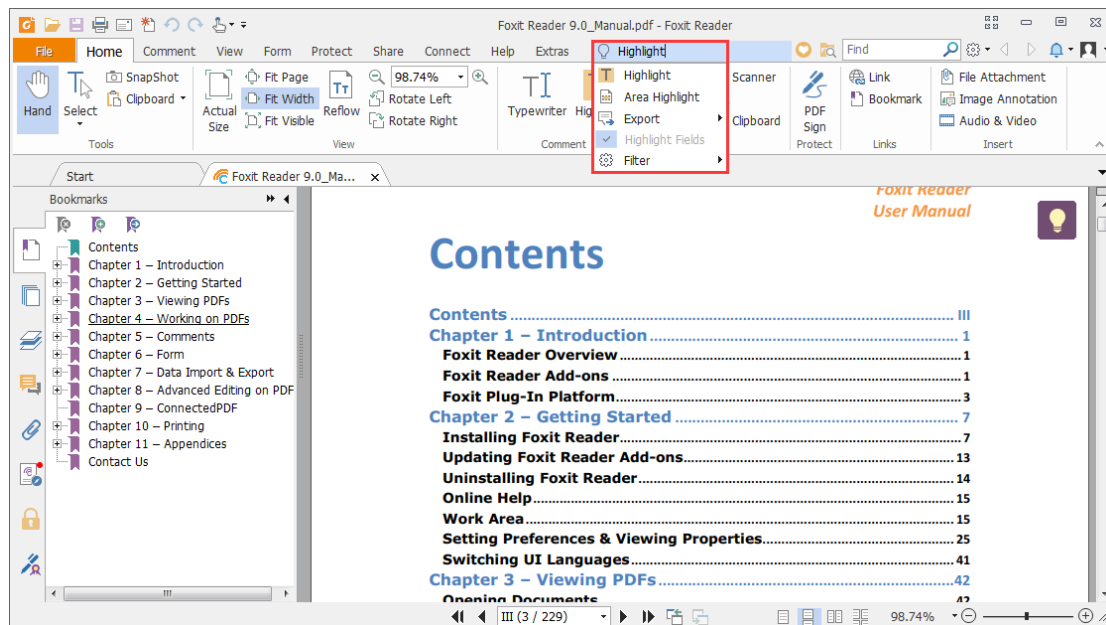 Foxit Reader 9.0_Manual.pdf - Foxit Reader
File Home Comment View Form Protect Share Connect Help Extras Highlight Find
Hand
Select
SnapShot
Clipboard
Tools
Actual Size
Fit Page
Fit Width
Fit Visible
Reflow
98.74%
Rotate Left
Rotate Right
View
Typewriter
Comment
Highlight
Area Highlight
Export
Highlight Fields
Filter
Scanner
Clipboard
PDF Sign
Protect
Link
Bookmark
Links
File Attachment
Image Annotation
Audio & Video
Insert
Start
Foxit Reader 9.0_Ma...
Bookmarks
Contents
Chapter 1 – Introduction
Chapter 2 – Getting Started
Chapter 3 – Viewing PDFs
Chapter 4 – Working on PDFs
Chapter 5 – Comments
Chapter 6 – Form
Chapter 7 – Data Import & Export
Chapter 8 – Advanced Editing on PDF
Chapter 9 – ConnectedPDF
Chapter 10 – Printing
Chapter 11 – Appendices
Contact Us
Foxit Reader
User Manual
Contents
Contents ... III
Chapter 1 – Introduction ... 1
Foxit Reader Overview ... 1
Foxit Reader Add-ons ... 1
Foxit Plug-In Platform ... 3
Chapter 2 – Getting Started ... 7
Installing Foxit Reader ... 7
Updating Foxit Reader Add-ons ... 13
Uninstalling Foxit Reader ... 14
Online Help ... 15
Work Area ... 15
Setting Preferences & Viewing Properties ... 25
Switching UI Languages ... 41
Chapter 3 – Viewing PDFs ... 42
Opening Documents ... 42
III (3 / 229)
98.74%